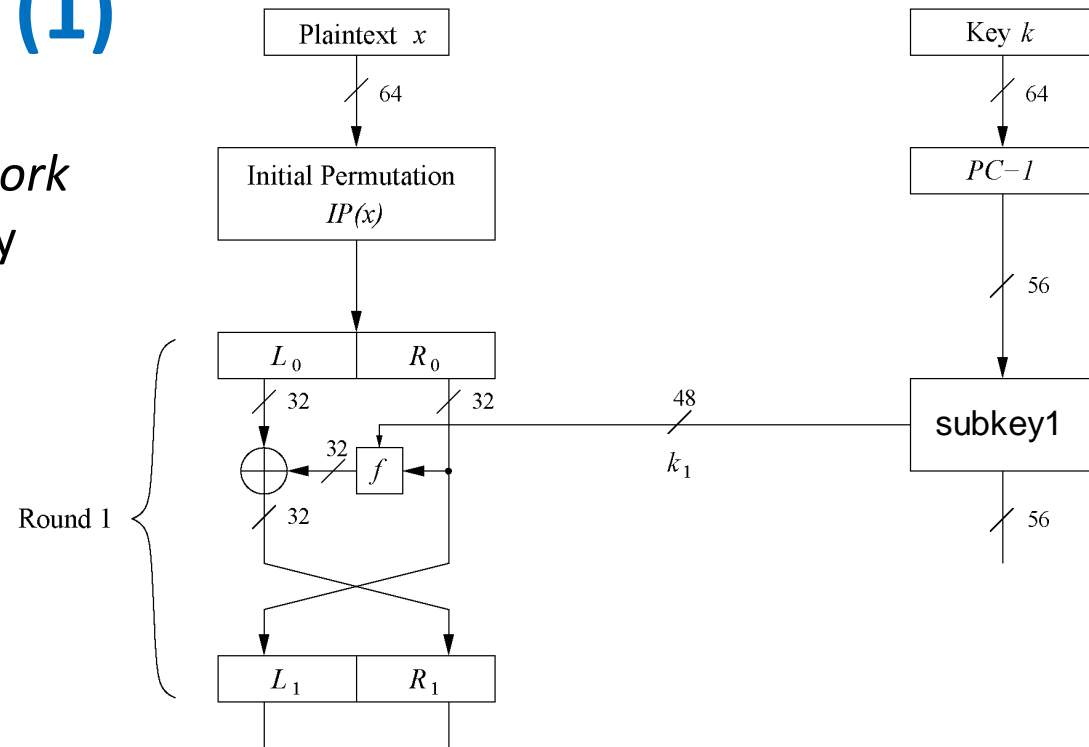 (1)
ork
y
Plaintext x
64
Initial Permutation
IP(x)
L0 R0
32 32
32
f
32
Round 1
L1 R1
48
k1
Key k
64
PC−1
56
subkey1
56